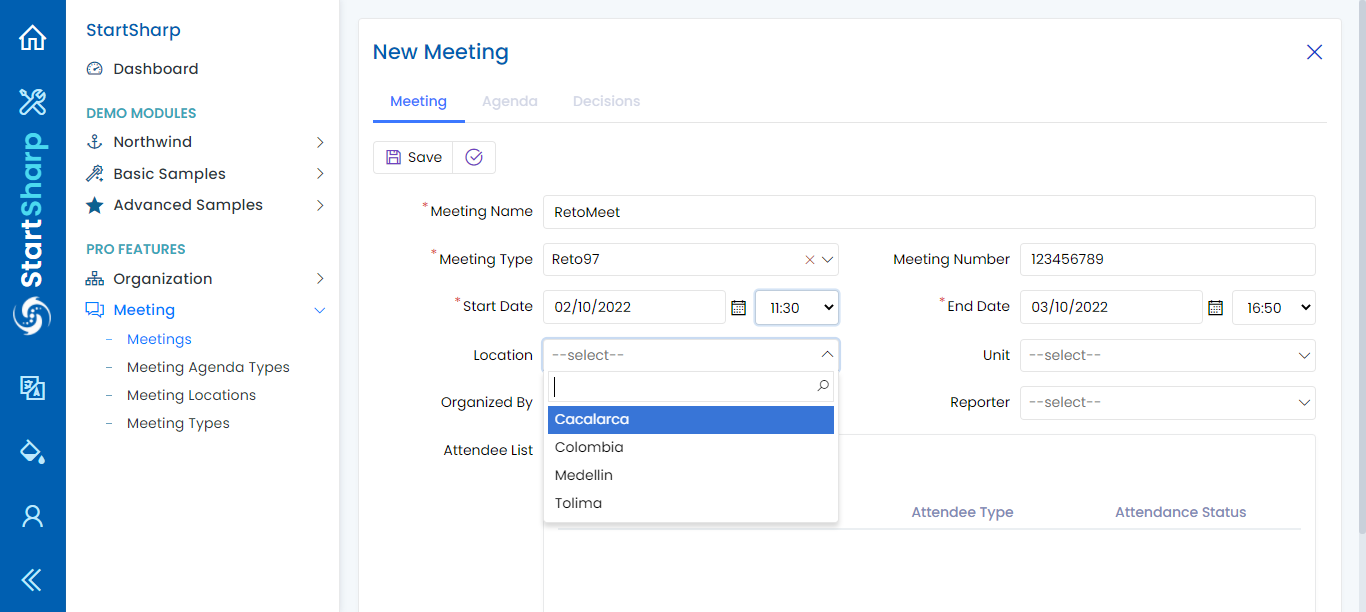 StartSharp
StartSharp
Dashboard
DEMO MODULES
Northwind
Basic Samples
Advanced Samples
PRO FEATURES
Organization
Meeting
Meetings
Meeting Agenda Types
Meeting Locations
Meeting Types
New Meeting
Meeting Agenda Decisions
Save
*Meeting Name RetoMeet
*Meeting Type Reto97 Meeting Number 123456789
*Start Date 02/10/2022 11:30 *End Date 03/10/2022 16:50
Location --select-- Unit --select--
Organized By Reporter --select--
Cacalarca
Colombia
Medellin
Tolima
Attendee List
Attendee Type Attendance Status